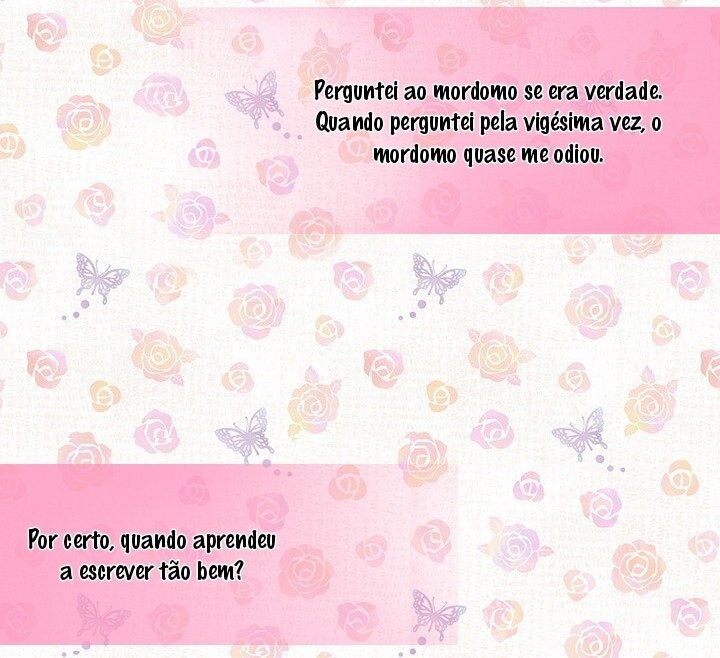 Perguntei ao mordomo se era verdade.
Quando perguntei pela vigésima vez, o
mordomo quase me odiou.
Por certo, quando aprendeu
a escrever tão bem?